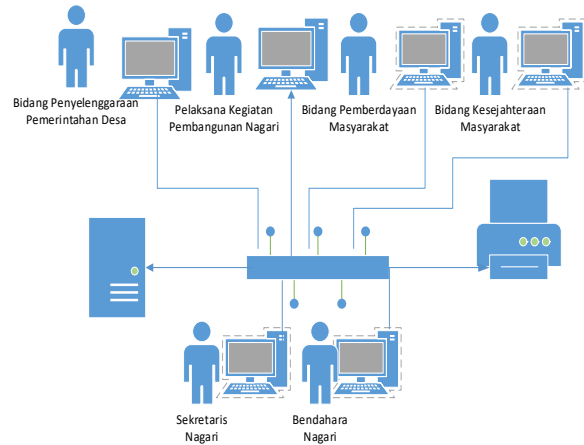 Bidang Penyelenggaraan
Pemerintahan Desa
Pelaksana Kegiatan
Pembangunan Nagari
Bidang Pemberdayaan
Masyarakat
Bidang Kesejahteraan
Masyarakat
Sekretaris
Nagari
Bendahara
Nagari